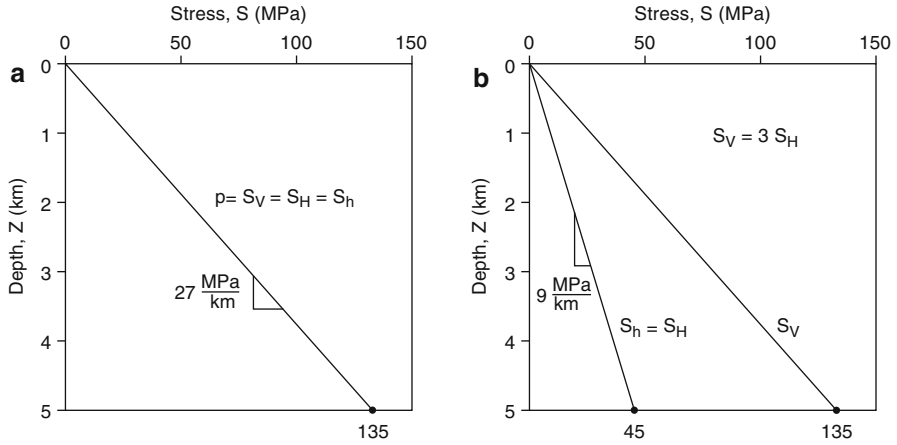 Stress, S (MPa)
0 50 100 150
a
0
1
2
3
4
5
Depth, Z (km)
p= S_V = S_H = S_h
27 MPa/km
135
Stress, S (MPa)
0 50 100 150
b
0
1
2
3
4
5
Depth, Z (km)
S_V = 3 S_H
9 MPa/km
S_h = S_H
S_V
45 135